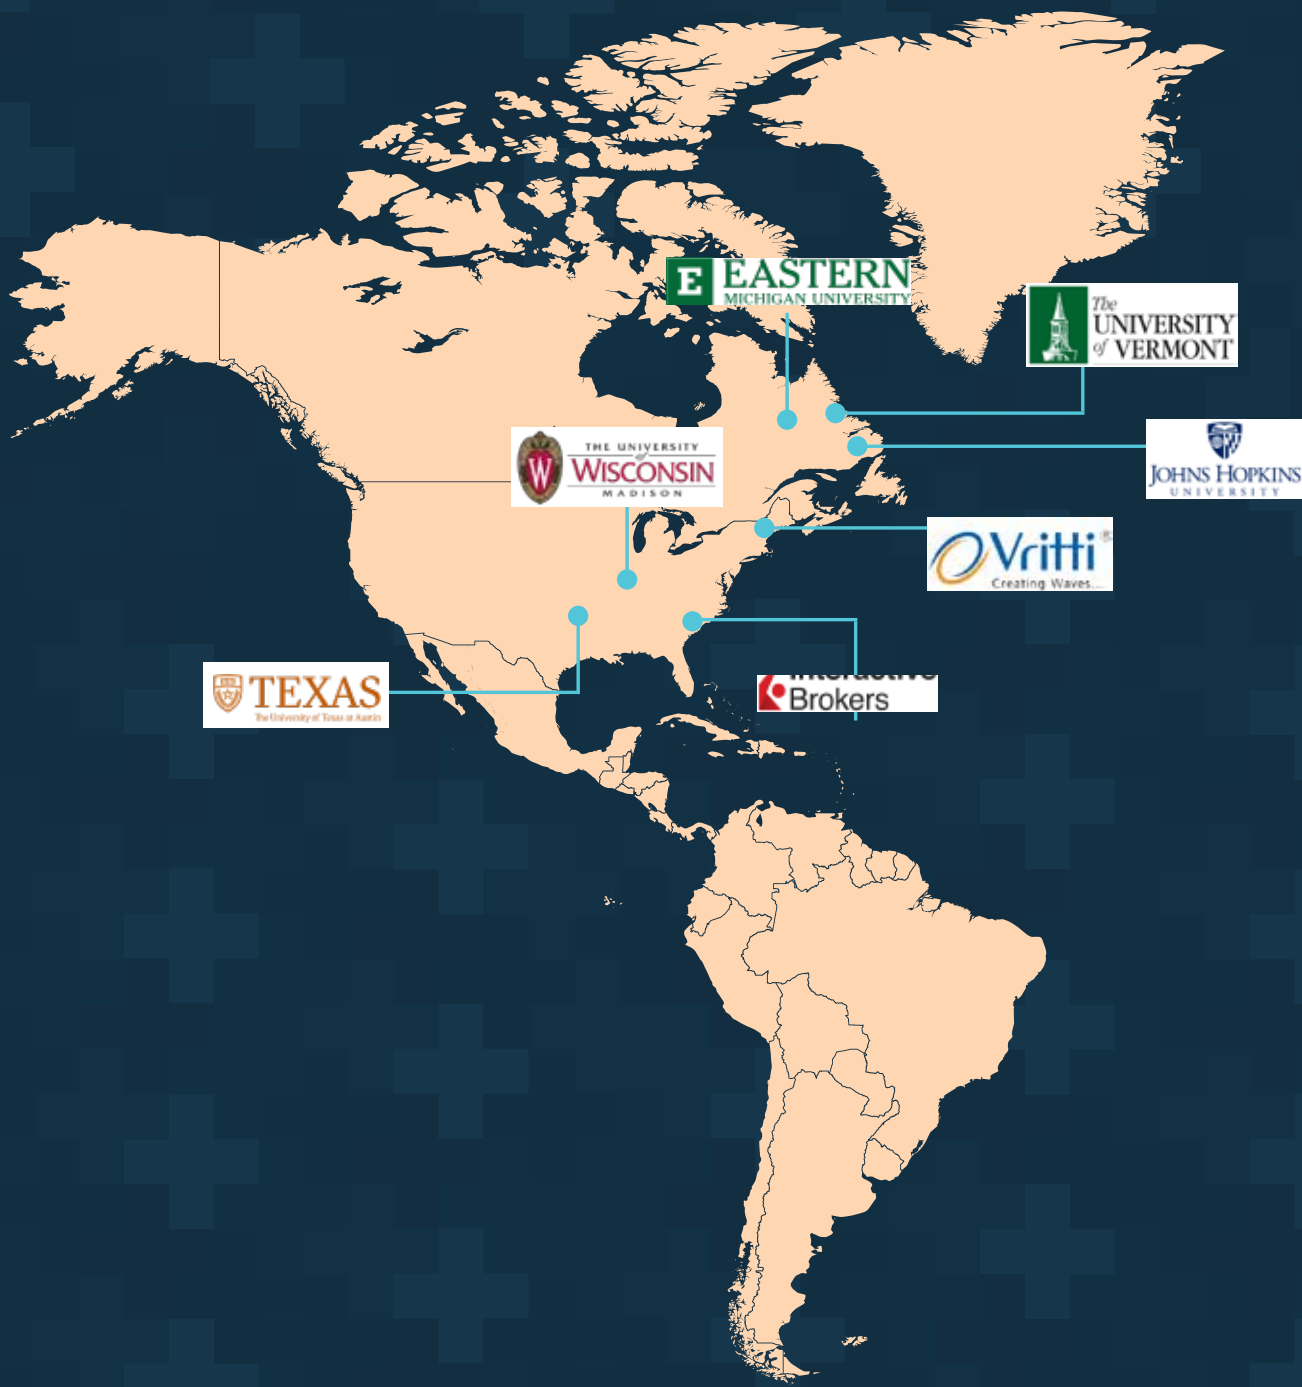 E EASTERN
MICHIGAN UNIVERSITY
The
UNIVERSITY
of VERMONT
THE UNIVERSITY
of
WISCONSIN
MADISON
W
JOHNS HOPKINS
UNIVERSITY
Vritti®
Creating Waves...
TEXAS
The University of Texas at Austin
Interactive
Brokers